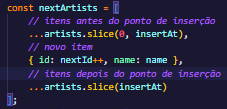 const nextArtists = [
// itens antes do ponto de inserção
...artists.slice(0, insertAt),
// novo item
{ id: nextId++, name: name },
// itens depois do ponto de inserção
...artists.slice(insertAt)
];